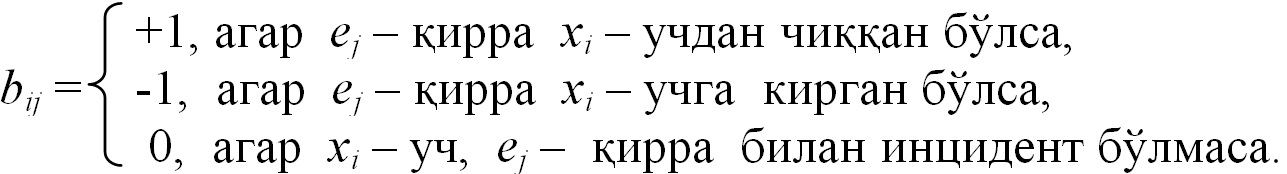 +1, агар e_j – қирра x_i – учдан чиққан бўлса,
b_ij = { -1, агар e_j – қирра x_i – учга кирган бўлса,
0, агар x_i – уч, e_j – қирра билан инцидент бўлмаса.